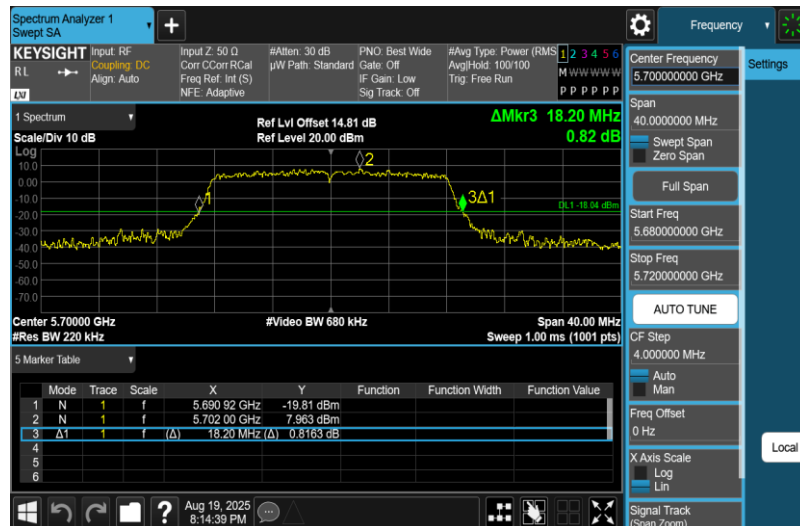 Spectrum Analyzer 1
Swept SA
+
Frequency
KEYSIGHT
RL
LXI
Input: RF
Coupling: DC
Align: Auto
Input Z: 50 Ω
Corr CCorr RCal
Freq Ref: Int (S)
NFE: Adaptive
#Atten: 30 dB
µW Path: Standard
PNO: Best Wide
Gate: Off
IF Gain: Low
Sig Track: Off
#Avg Type: Power (RMS
Avg|Hold: 100/100
Trig: Free Run
1 2 3 4 5 6
M W W W W W
P P P P P P
1 Spectrum
Scale/Div 10 dB
Ref Lvl Offset 14.81 dB
Ref Level 20.00 dBm
ΔMkr3 18.20 MHz
0.82 dB
Log
10.0
0.00
-10.0
-20.0
-30.0
-40.0
-50.0
-60.0
-70.0
1
2
3Δ1
DL1 -18.04 dBm
Center 5.70000 GHz
#Video BW 680 kHz
Span 40.00 MHz
#Res BW 220 kHz
Sweep 1.00 ms (1001 pts)
5 Marker Table
Mode Trace Scale X Y Function Function Width Function Value
1 N 1 f 5.690 92 GHz -19.81 dBm
2 N 1 f 5.702 00 GHz 7.963 dBm
3 Δ1 1 f (Δ) 18.20 MHz (Δ) 0.8163 dB
4
5
6
Aug 19, 2025
8:14:39 PM
Center Frequency
5.700000000 GHz
Span
40.0000000 MHz
Swept Span
Zero Span
Full Span
Start Freq
5.680000000 GHz
Stop Freq
5.720000000 GHz
AUTO TUNE
CF Step
4.000000 MHz
Auto
Man
Freq Offset
0 Hz
X Axis Scale
Log
Lin
Signal Track
(Span Zoom)
Settings
Local